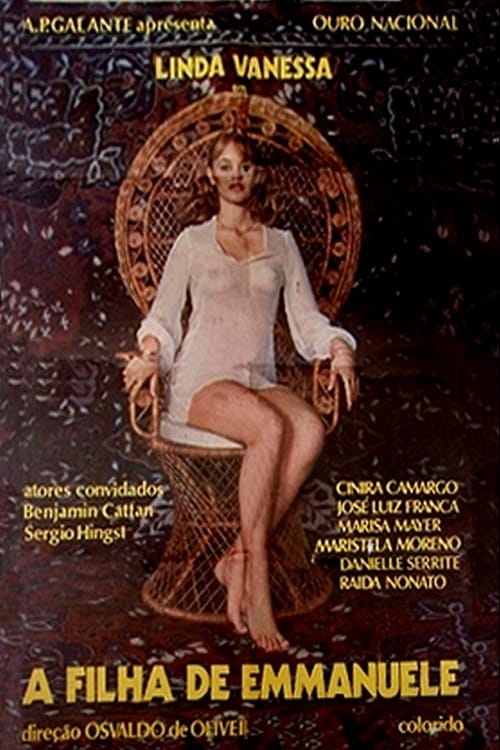 A.P.GALANTE apresenta
OURO NACIONAL
LINDA VANESSA
atores convidados
Benjamin Cattan
Sergio Hingst
CINIRA CAMARGO
JOSÉ LUIZ FRANCA
MARISA MAYER
MARISTELA MORENO
DANIELLE SERRITE
RAIDA NONATO
A FILHA DE EMMANUELE
direção OSVALDO de OLIVEI
colorido